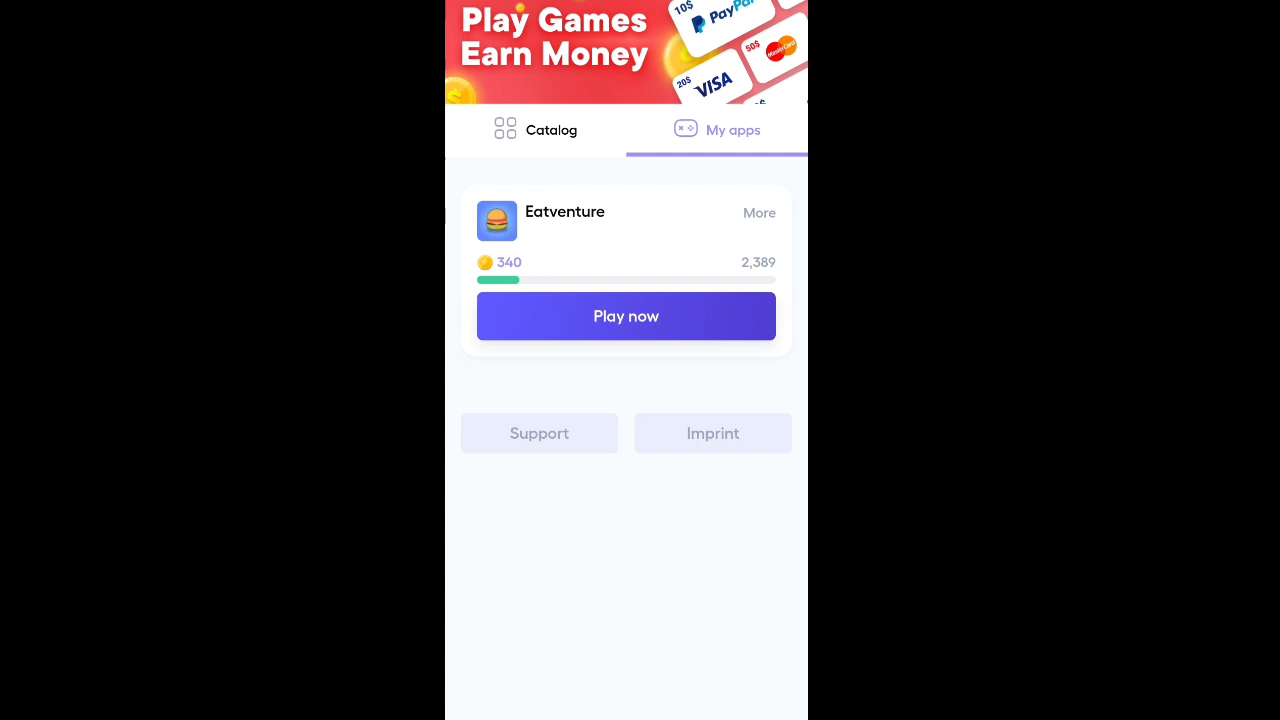 Play Games
Earn Money
10$
PayPal
50$
MasterCard
20$
VISA
Catalog
My apps
Eatventure
More
340
2,389
Play now
Support
Imprint